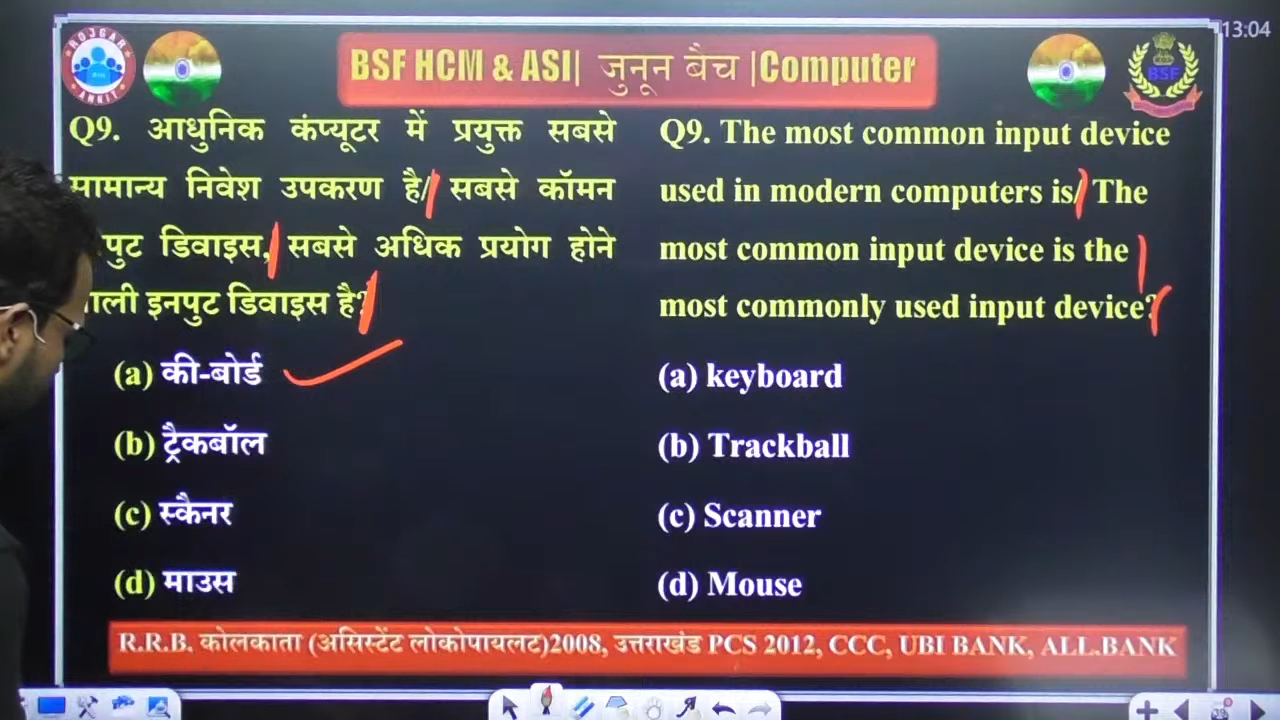 13:04
ROJGAR
ANKIT
BSF HCM & ASI| जुनून बैच |Computer
BSF
Q9. आधुनिक कंप्यूटर में प्रयुक्त सबसे
सामान्य निवेश उपकरण है/ सबसे कॉमन
डिवाइस, सबसे अधिक प्रयोग होने
इनपुट डिवाइस है?
(a) की-बोर्ड
(b) ट्रैकबॉल
(c) स्कैनर
(d) माउस
Q9. The most common input device
used in modern computers is/ The
most common input device is the
most commonly used input device?
(a) keyboard
(b) Trackball
(c) Scanner
(d) Mouse
R.R.B. कोलकाता (असिस्टेंट लोकोपायलट)2008, उत्तराखंड PCS 2012, CCC, UBI BANK, ALL.BANK